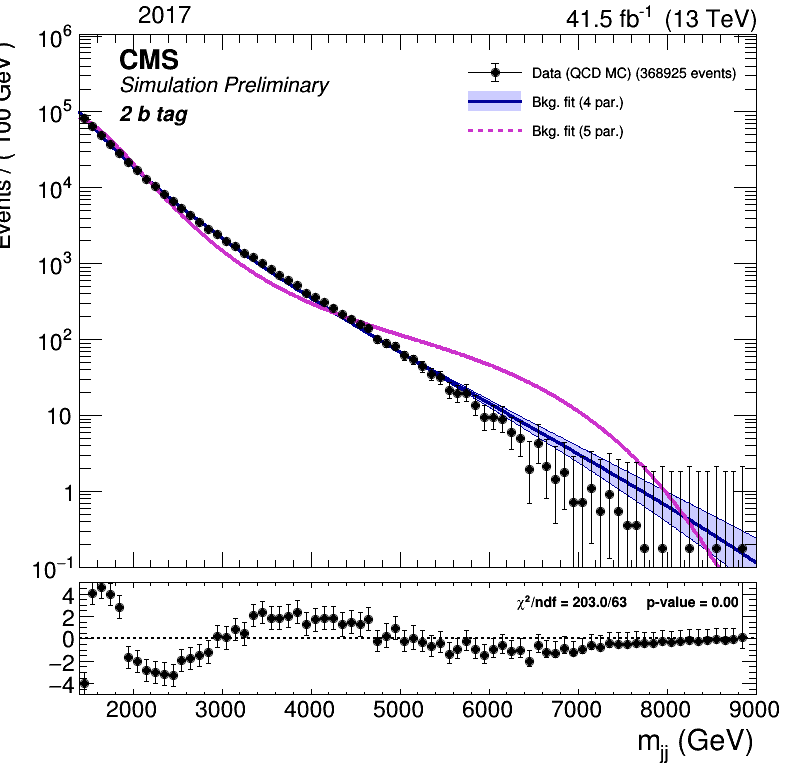 2017
41.5 fb⁻¹ (13 TeV)
CMS
Simulation Preliminary
2 b tag
Data (QCD MC) (368925 events)
Bkg. fit (4 par.)
Bkg. fit (5 par.)
Events / ( 100 GeV )
10⁶
10⁵
10⁴
10³
10²
10
1
10⁻¹
χ²/ndf = 203.0/63 p-value = 0.00
4
2
0
−2
−4
2000 3000 4000 5000 6000 7000 8000 9000
m_jj (GeV)